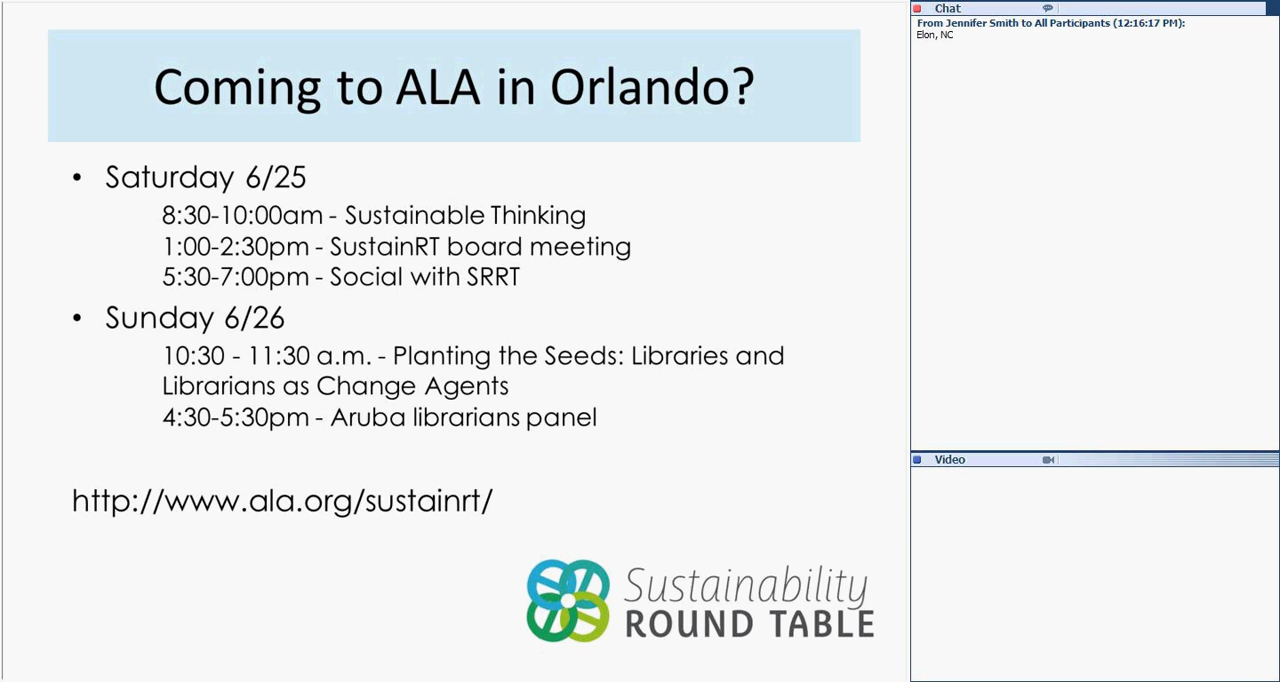 Coming to ALA in Orlando?
• Saturday 6/25
8:30-10:00am - Sustainable Thinking
1:00-2:30pm - SustainRT board meeting
5:30-7:00pm - Social with SRRT
• Sunday 6/26
10:30 - 11:30 a.m. - Planting the Seeds: Libraries and
Librarians as Change Agents
4:30-5:30pm - Aruba librarians panel
http://www.ala.org/sustainrt/
Sustainability
ROUND TABLE
Chat
From Jennifer Smith to All Participants (12:16:17 PM):
Elon, NC
Video